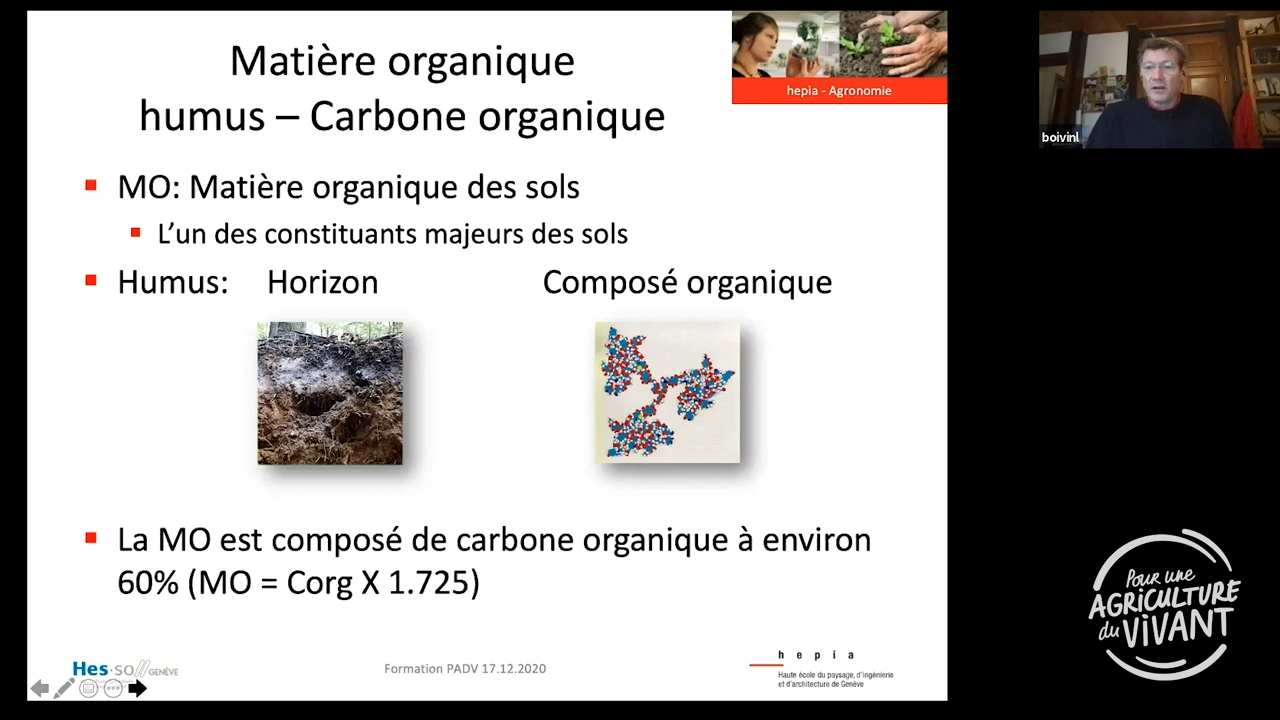 Matière organique
humus – Carbone organique
hepia - Agronomie
boivinl
MO: Matière organique des sols
L’un des constituants majeurs des sols
Humus: Horizon Composé organique
La MO est composé de carbone organique à environ
60% (MO = Corg X 1.725)
Hes·so GENÈVE
Formation PADV 17.12.2020
hepia
Haute école du paysage, d'ingénierie
et d'architecture de Genève
Pour une
AGRiCULTURE
du ViVANT